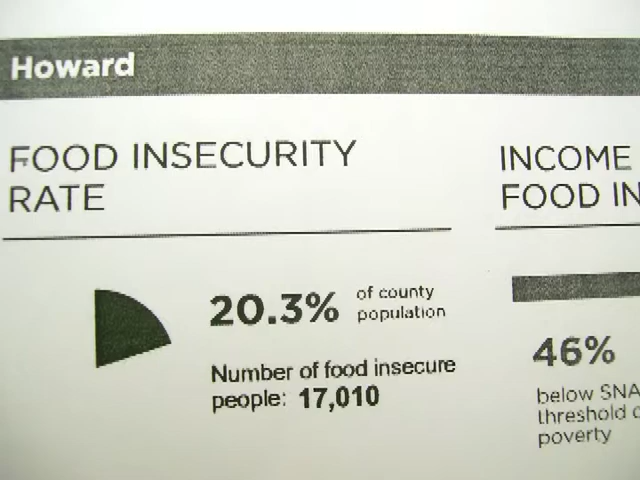 Howard
FOOD INSECURITY
RATE
20.3% of county
population
Number of food insecure
people: 17,010
INCOME
FOOD IN
46%
below SNA
threshold
poverty